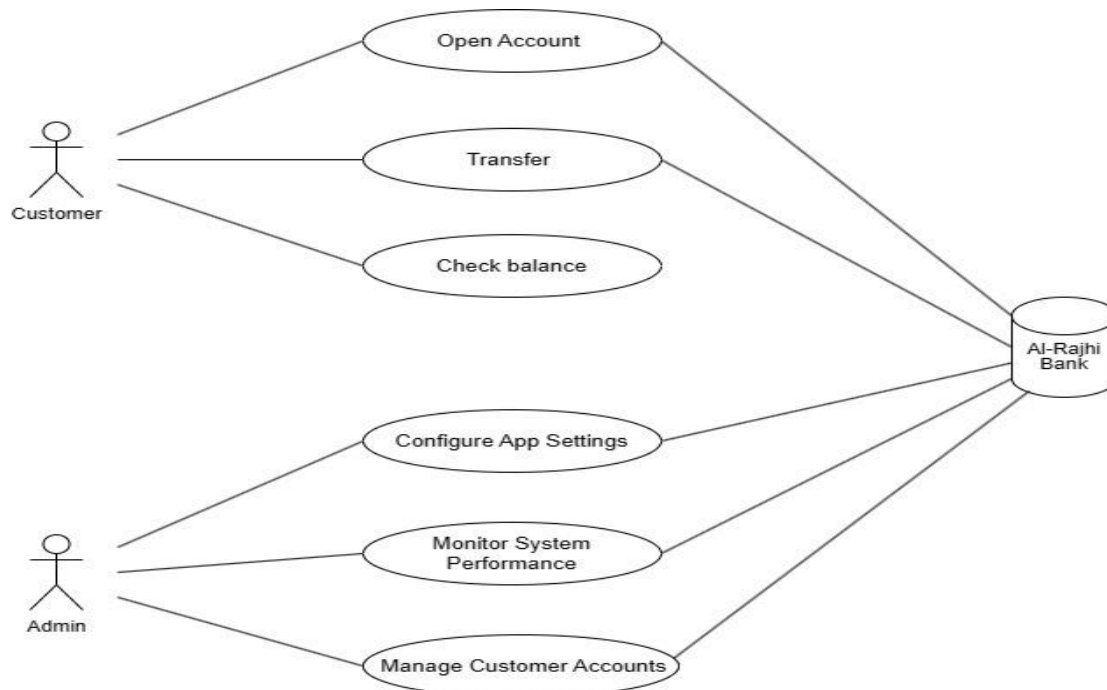 Open Account
Transfer
Customer
Check balance
Al-Rajhi
Bank
Configure App Settings
Monitor System
Performance
Admin
Manage Customer Accounts